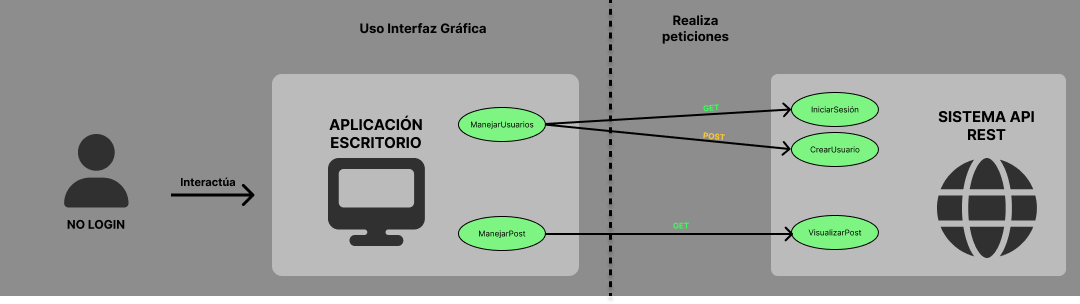 Uso Interfaz Gráfica
Realiza
peticiones
NO LOGIN
Interactúa
APLICACIÓN
ESCRITORIO
ManejarUsuarios
ManejarPost
GET
POST
GET
IniciarSesión
CrearUsuario
VisualizarPost
SISTEMA API
REST